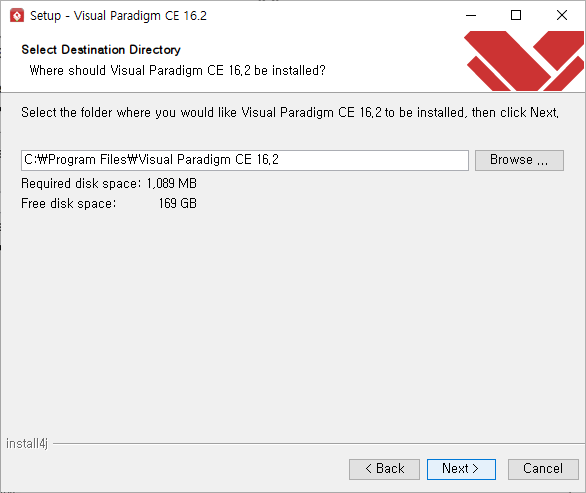 Setup - Visual Paradigm CE 16.2
Select Destination Directory
Where should Visual Paradigm CE 16.2 be installed?
Select the folder where you would like Visual Paradigm CE 16.2 to be installed, then click Next.
C:₩Program Files₩Visual Paradigm CE 16.2
Browse ...
Required disk space: 1,089 MB
Free disk space: 169 GB
install4j
< Back
Next >
Cancel